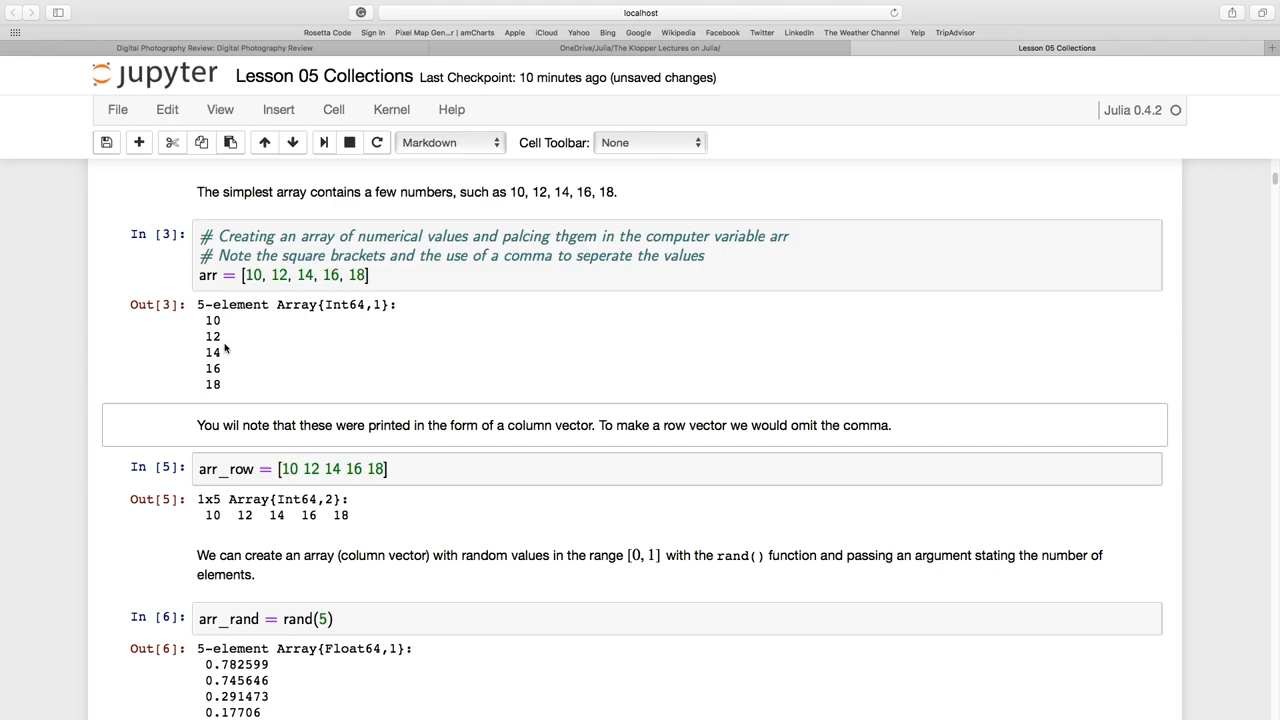 localhost
Rosetta Code Sign In Pixel Map Gen...r | amCharts Apple iCloud Yahoo Bing Google Wikipedia Facebook Twitter LinkedIn The Weather Channel Yelp TripAdvisor
Digital Photography Review: Digital Photography Review OneDrive/Julia/The Klopper Lectures on Julia/ Lesson 05 Collections
jupyter Lesson 05 Collections Last Checkpoint: 10 minutes ago (unsaved changes)
File Edit View Insert Cell Kernel Help Julia 0.4.2
Markdown Cell Toolbar: None
The simplest array contains a few numbers, such as 10, 12, 14, 16, 18.
In [3]: # Creating an array of numerical values and palcing thgem in the computer variable arr
# Note the square brackets and the use of a comma to seperate the values
arr = [10, 12, 14, 16, 18]
Out[3]: 5-element Array{Int64,1}:
10
12
14
16
18
You wil note that these were printed in the form of a column vector. To make a row vector we would omit the comma.
In [5]: arr_row = [10 12 14 16 18]
Out[5]: 1x5 Array{Int64,2}:
10 12 14 16 18
We can create an array (column vector) with random values in the range [0, 1] with the rand() function and passing an argument stating the number of
elements.
In [6]: arr_rand = rand(5)
Out[6]: 5-element Array{Float64,1}:
0.782599
0.745646
0.291473
0.17706